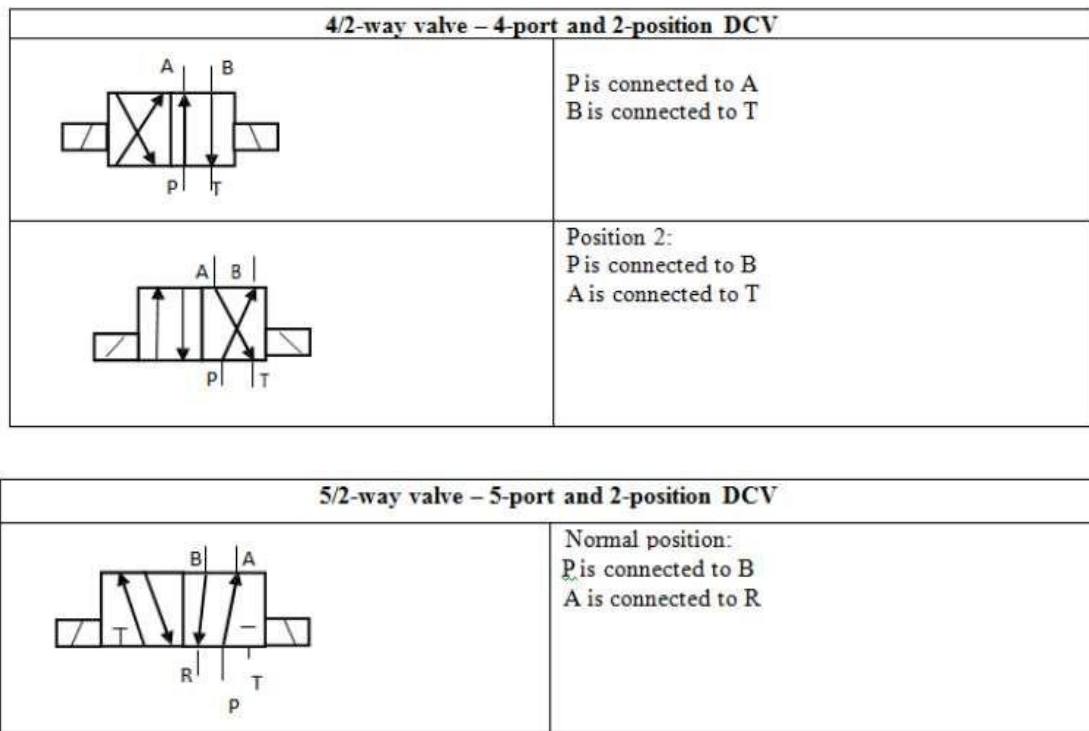 4/2-way valve – 4-port and 2-position DCV
A B
P T
P is connected to A
B is connected to T
A B
P T
Position 2:
P is connected to B
A is connected to T
5/2-way valve – 5-port and 2-position DCV
B A
R T
P
Normal position:
P is connected to B
A is connected to R